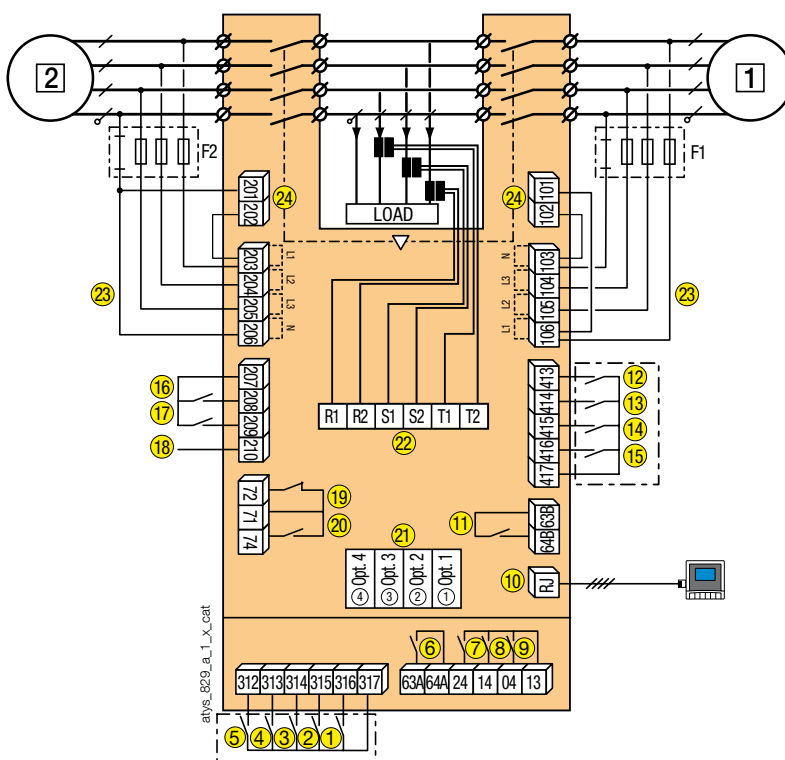 2
1
F2
F1
201
202
24
24
101
102
LOAD
203
204
205
206
L1
L2
L3
N
N
L3
L2
L1
103
104
105
106
23
23
16
17
18
207
208
209
210
413
414
415
416
417
12
13
14
15
R1 R2 S1 S2 T1 T2
22
72
71
74
19
20
11
63B
64B
21
4 Opt. 4
3 Opt. 3
2 Opt. 2
1 Opt. 1
10
RJ
atys_829_a_1_x_cat
6
7
8
9
312 313 314 315 316 317
63A 64A 24 14 04 13
5 4 3 2 1